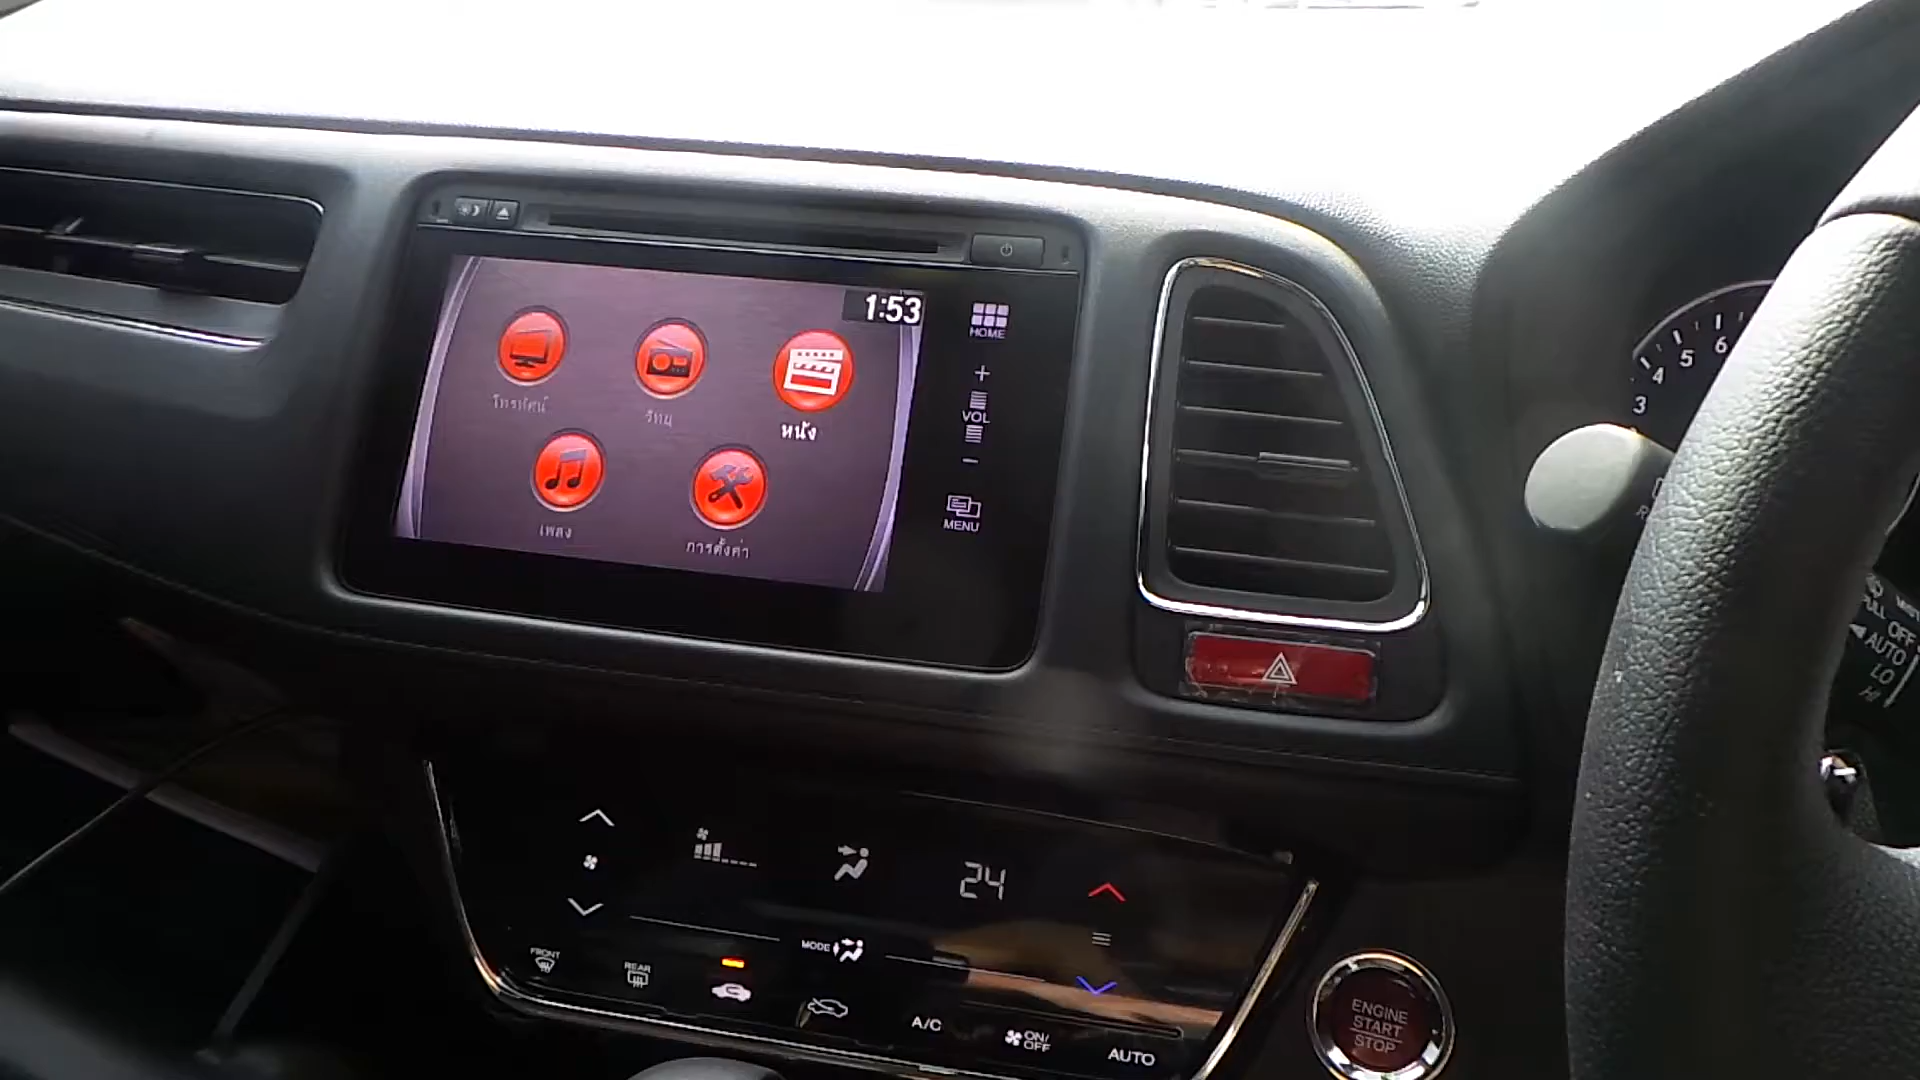 1:53
HOME
โทรทัศน์
วิทยุ
หนัง
+
VOL
−
เพลง
การตั้งค่า
MENU
3
4
5
6
OFF
AUTO
LO
HI
24
MODE
FRONT
REAR
A/C
ON/
OFF
AUTO
ENGINE
START
STOP